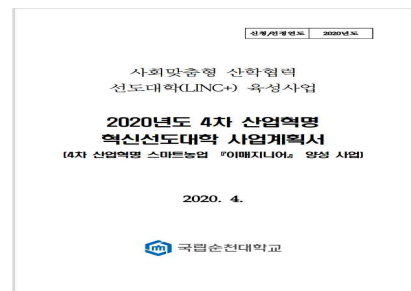 신청/선정연도 2020년도
사회맞춤형 산학협력
선도대학(LINC+) 육성사업
2020년도 4차 산업혁명
혁신선도대학 사업계획서
[4차 산업혁명 스마트농업 『이매지니어』 양성 사업]
2020. 4.
국립순천대학교